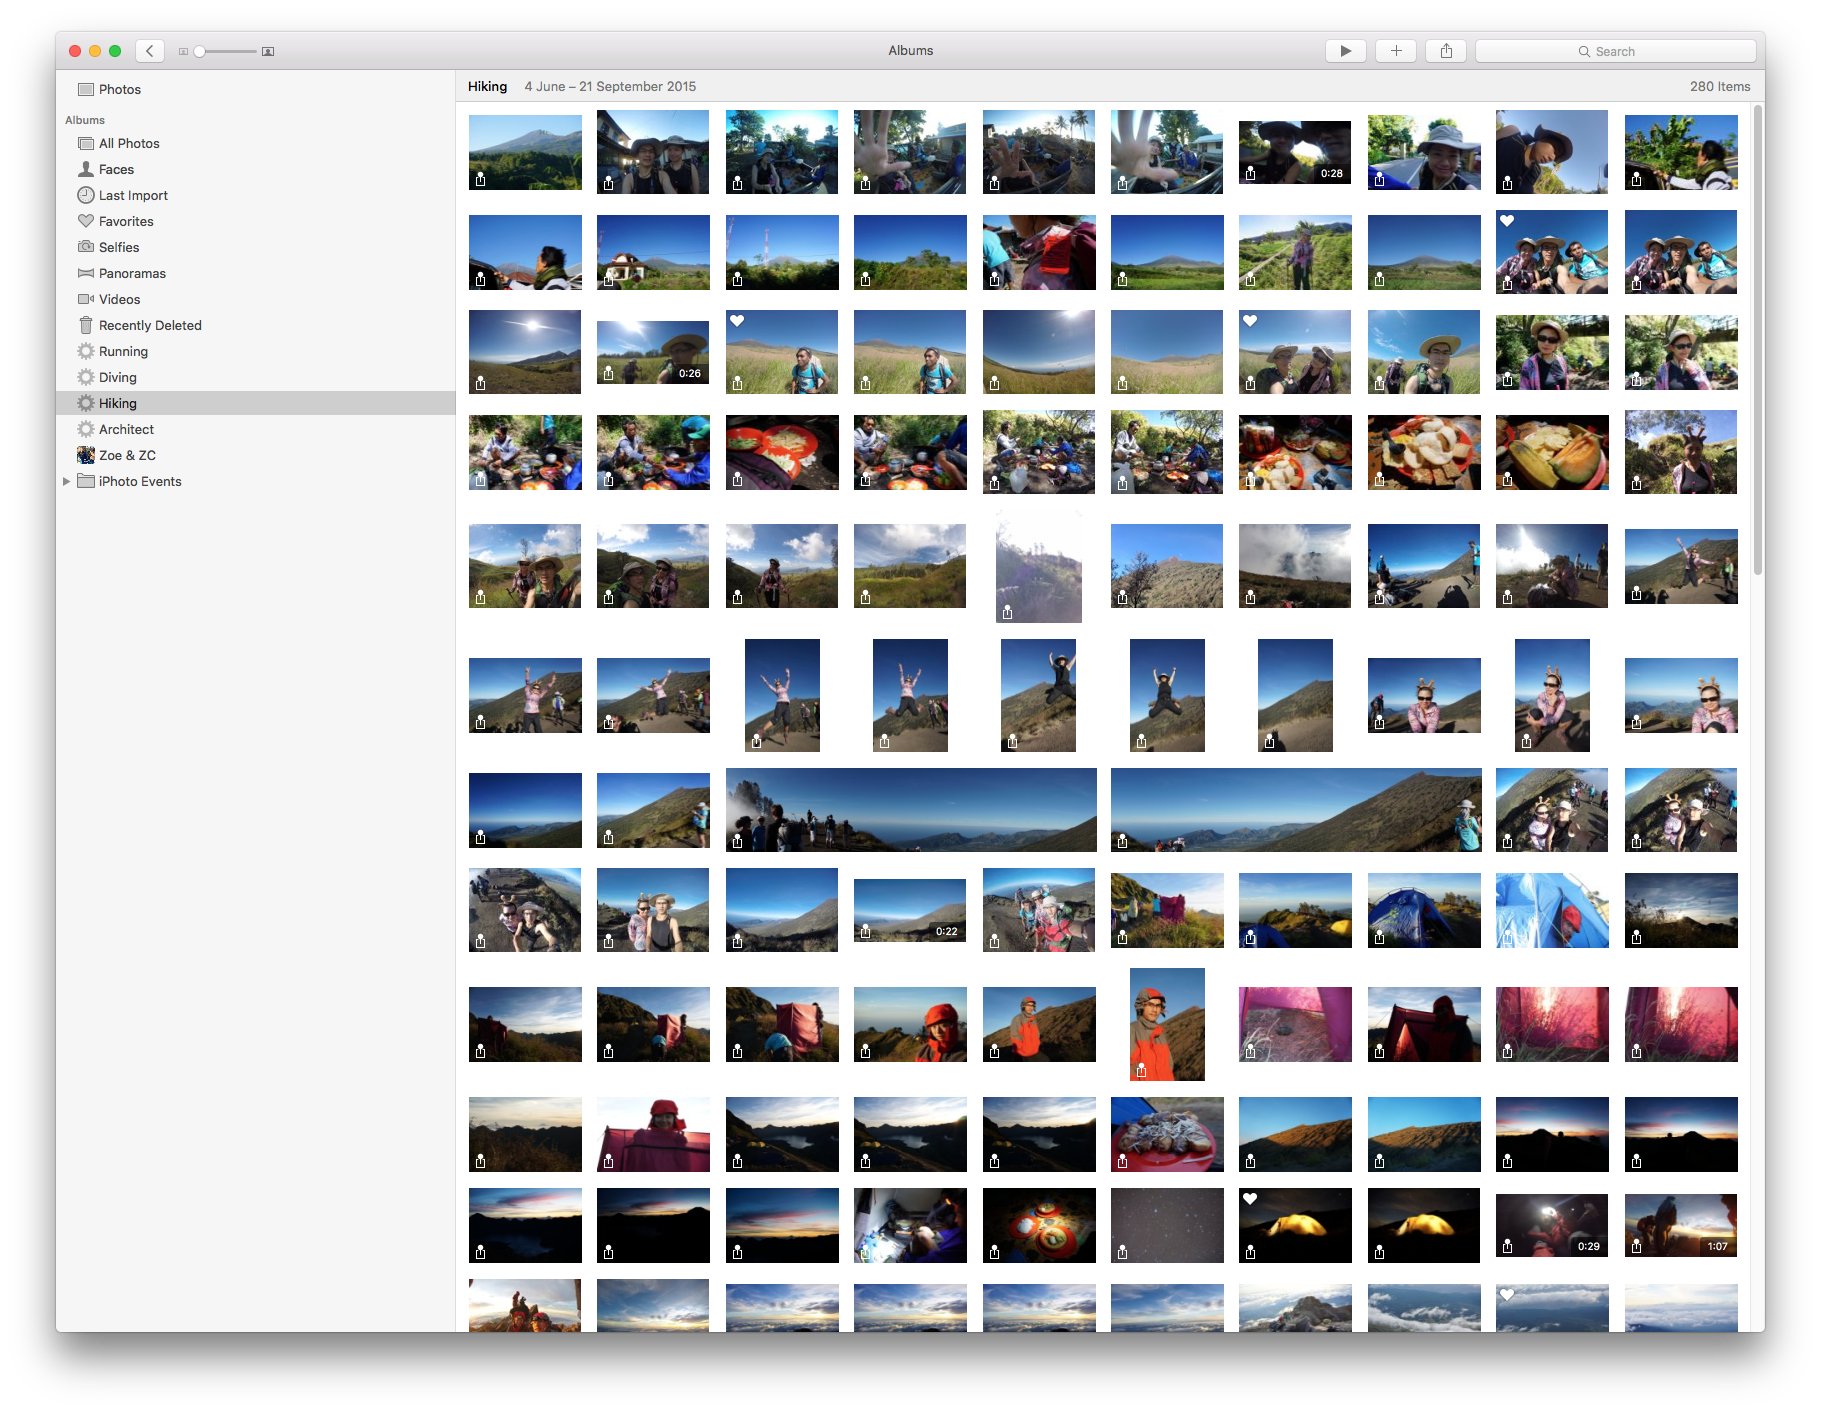 Albums
Search
Photos
Albums
All Photos
Faces
Last Import
Favorites
Selfies
Panoramas
Videos
Recently Deleted
Running
Diving
Hiking
Architect
Zoe & ZC
iPhoto Events
Hiking 4 June – 21 September 2015 280 Items
0:28
0:26
0:22
0:29
1:07